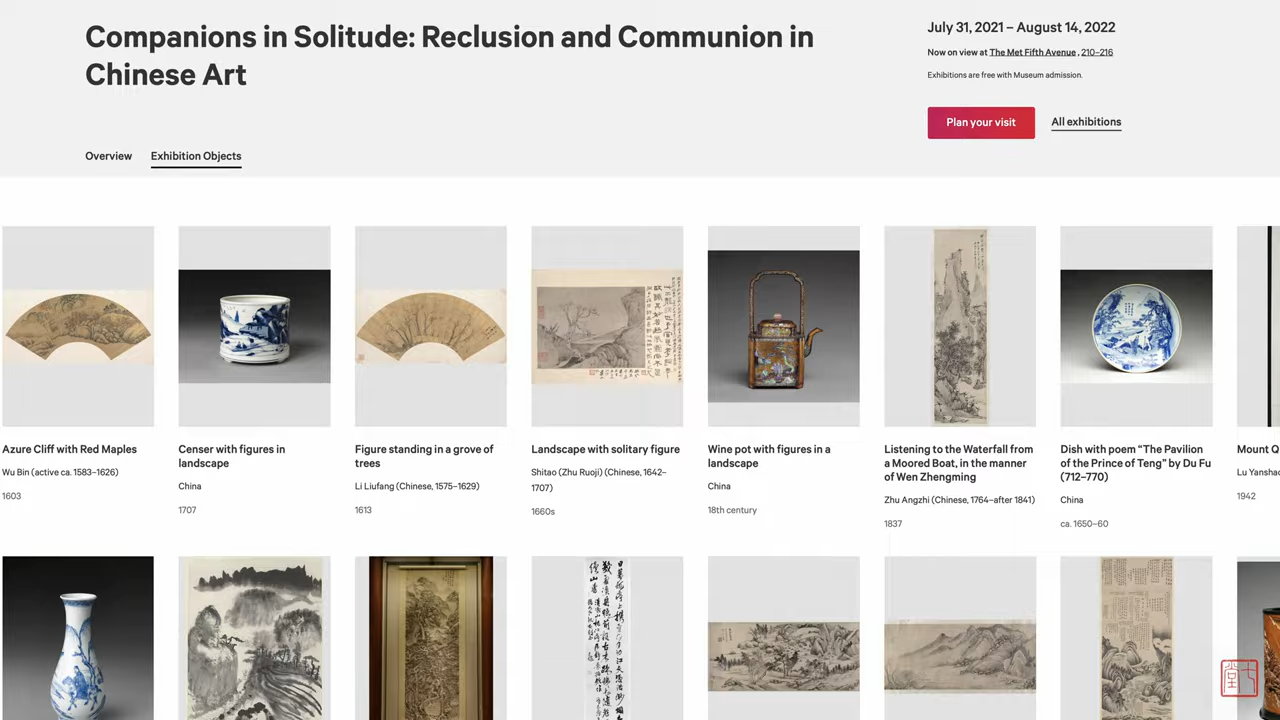 Companions in Solitude: Reclusion and Communion in
Chinese Art
July 31, 2021 – August 14, 2022
Now on view at The Met Fifth Avenue , 210–216
Exhibitions are free with Museum admission.
Plan your visit
All exhibitions
Overview
Exhibition Objects
Azure Cliff with Red Maples
Wu Bin (active ca. 1583–1626)
1603
Censer with figures in
landscape
China
1707
Figure standing in a grove of
trees
Li Liufang (Chinese, 1575–1629)
1613
Landscape with solitary figure
Shitao (Zhu Ruoji) (Chinese, 1642–
1707)
1660s
Wine pot with figures in a
landscape
China
18th century
Listening to the Waterfall from
a Moored Boat, in the manner
of Wen Zhengming
Zhu Angzhi (Chinese, 1764–after 1841)
1837
Dish with poem “The Pavilion
of the Prince of Teng” by Du Fu
(712–770)
China
ca. 1650–60
Mount Q
Lu Yanshao
1942